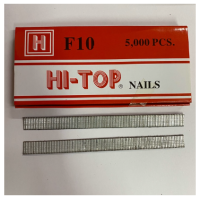 H F10 5,000 PCS.
HI-TOP® NAILS